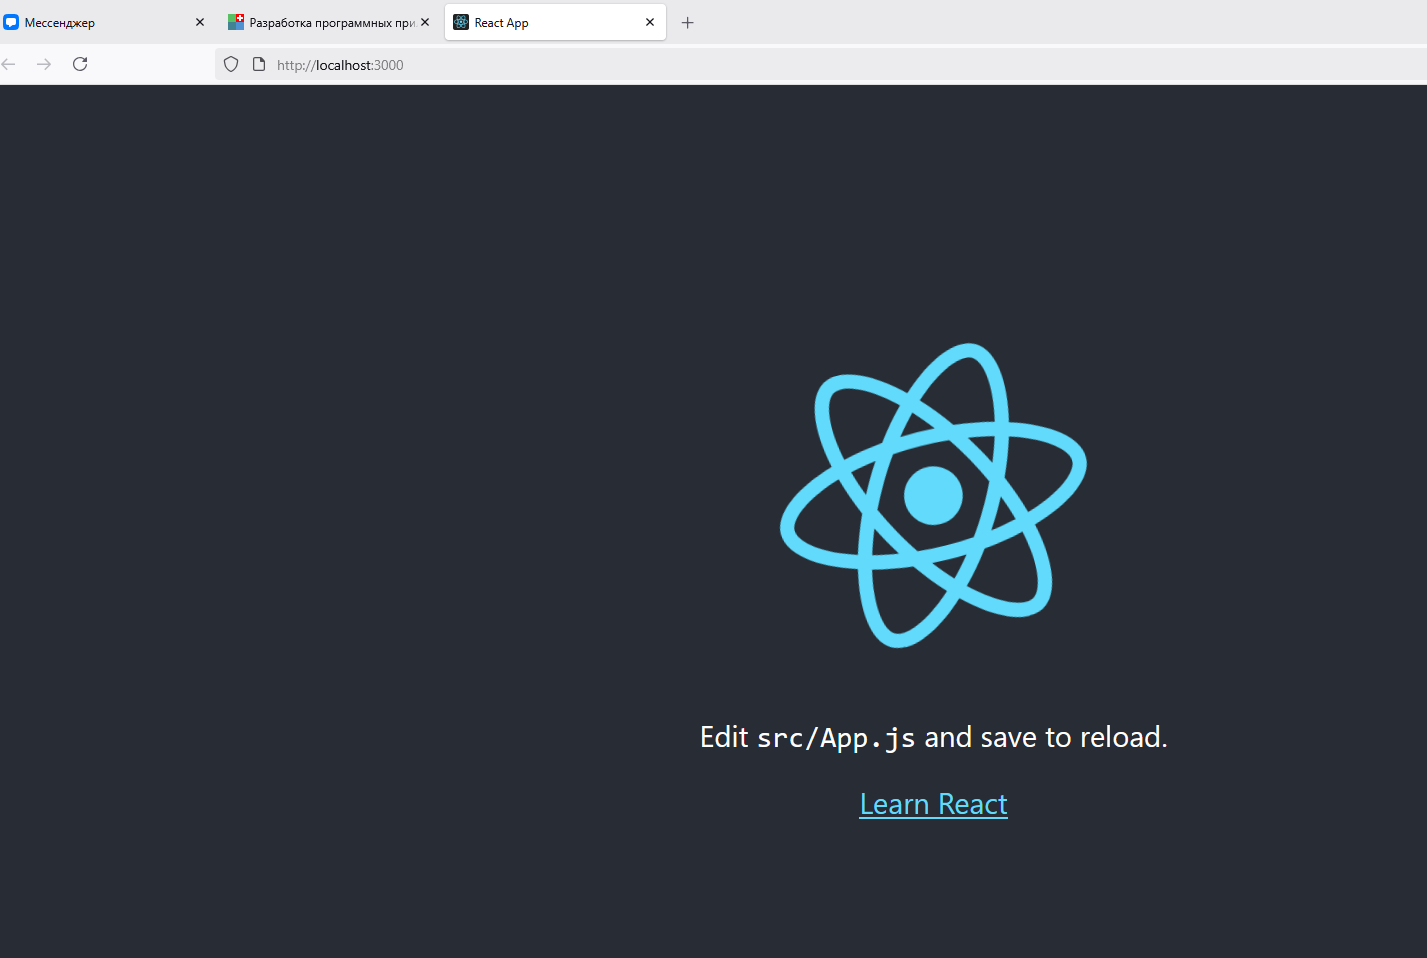 Мессенджер
Разработка программных при
React App
http://localhost:3000
Edit src/App.js and save to reload.
Learn React